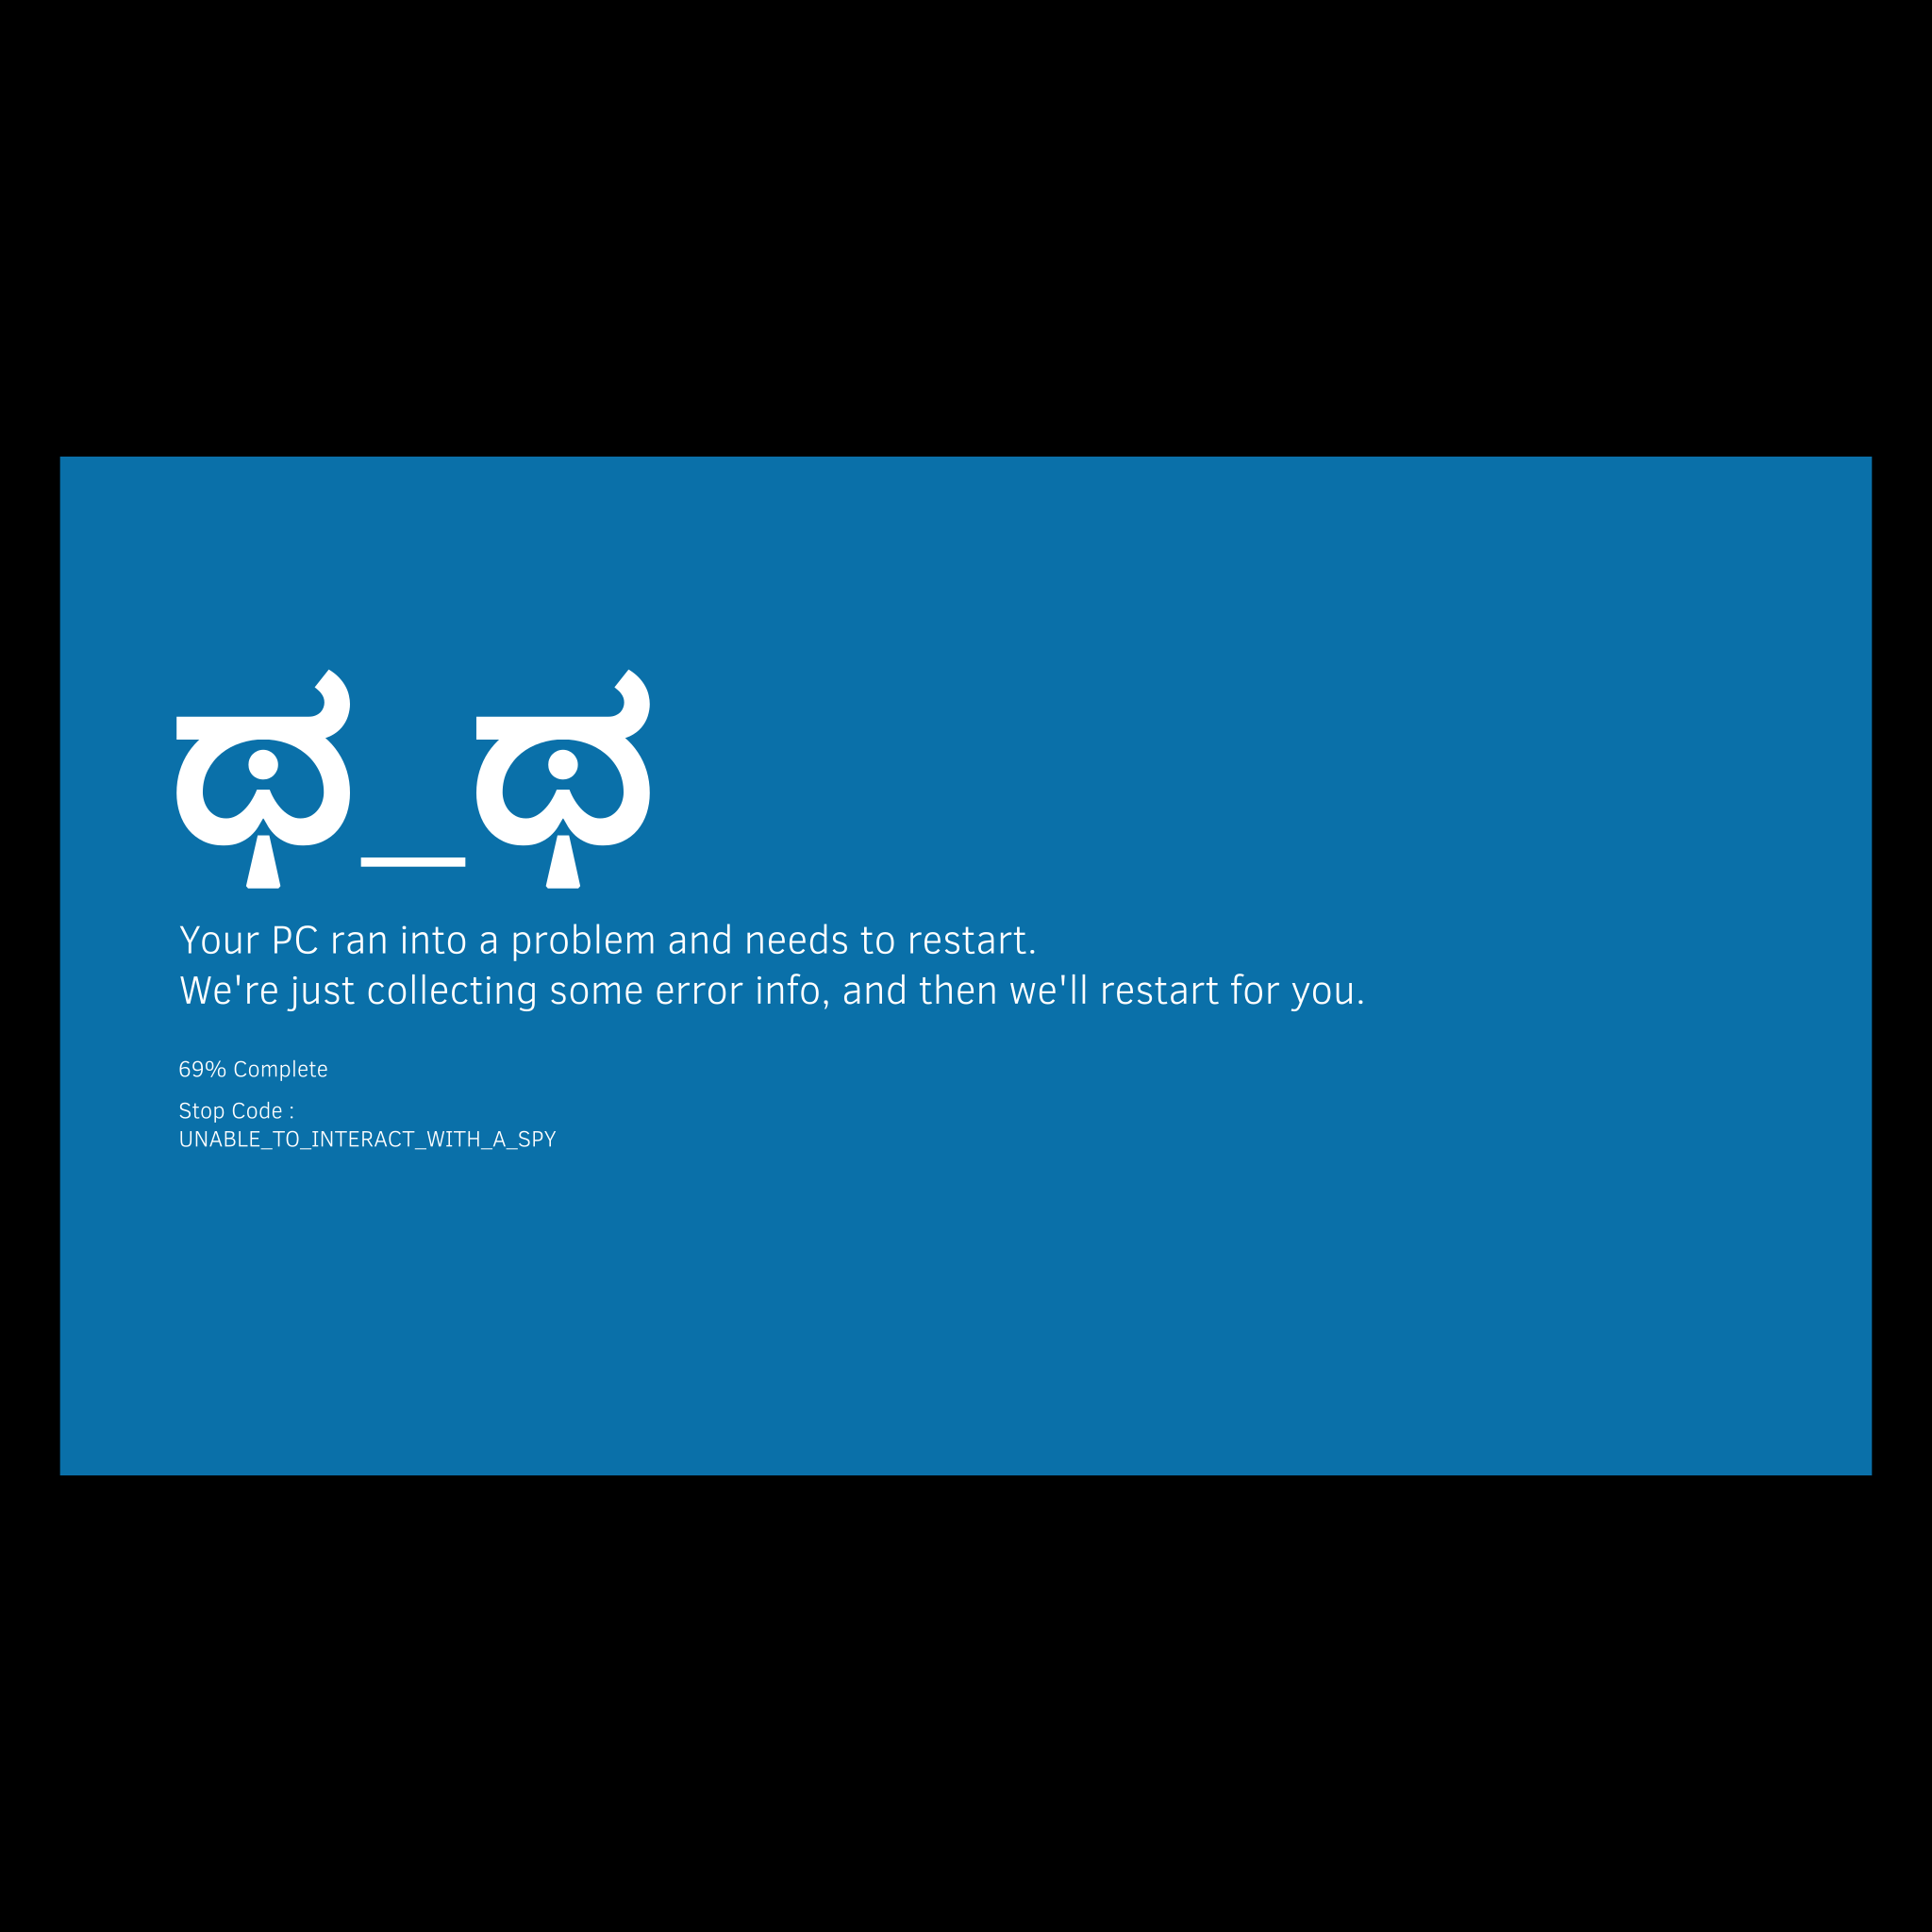 ಥ_ಥ
Your PC ran into a problem and needs to restart.
We're just collecting some error info, and then we'll restart for you.
69% Complete
Stop Code :
UNABLE_TO_INTERACT_WITH_A_SPY